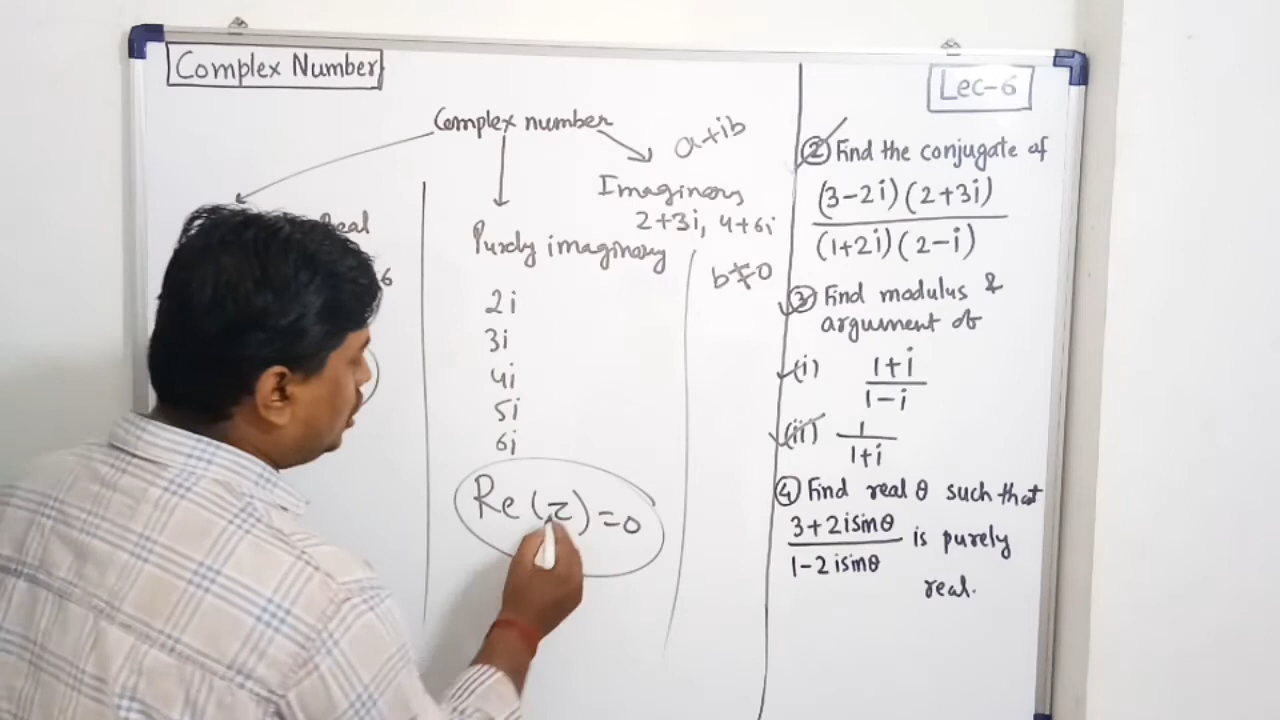 Complex Number
Complex number
a+ib
Imaginary
2+3i, 4+6i
b≠0
Real
6
Purely imaginary
2i
3i
4i
5i
6i
Re(z)=0
Lec-6
② Find the conjugate of
(3-2i)(2+3i)
(1+2i)(2-i)
③ Find modulus &
argument of
(i) 1+i
1-i
(ii) 1
1+i
④ Find real θ such that
3+2isinθ
1-2isinθ
is purely
real.